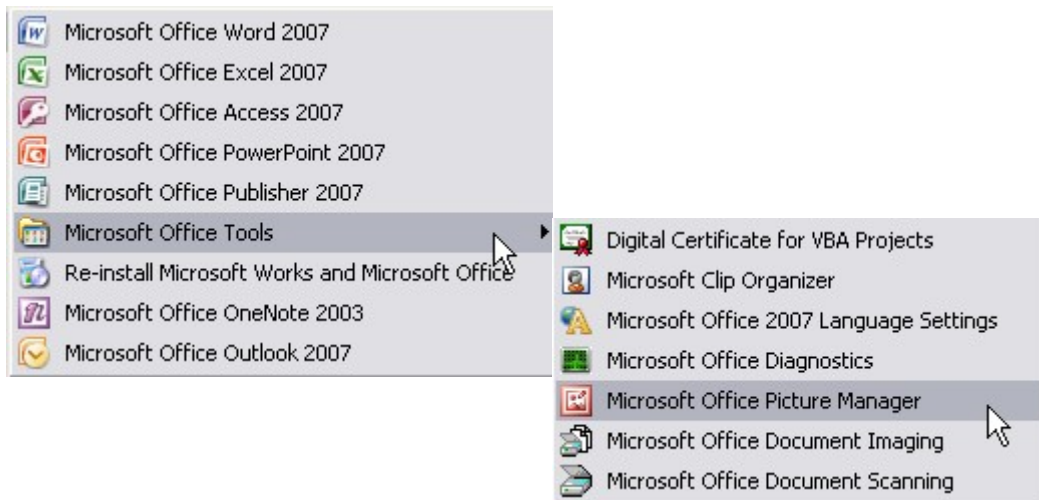 Microsoft Office Word 2007
Microsoft Office Excel 2007
Microsoft Office Access 2007
Microsoft Office PowerPoint 2007
Microsoft Office Publisher 2007
Microsoft Office Tools
Re-install Microsoft Works and Microsoft Office
Microsoft Office OneNote 2003
Microsoft Office Outlook 2007
Digital Certificate for VBA Projects
Microsoft Clip Organizer
Microsoft Office 2007 Language Settings
Microsoft Office Diagnostics
Microsoft Office Picture Manager
Microsoft Office Document Imaging
Microsoft Office Document Scanning